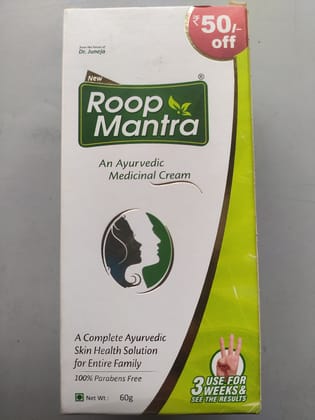 from the house of
Dr. Juneja
₹50/-
off
New
Roop
Mantra®
An Ayurvedic
Medicinal Cream
A Complete Ayurvedic
Skin Health Solution
for Entire Family
100% Parabens Free
Net Wt.: 60g
3 USE FOR
WEEKS &
SEE THE RESULTS